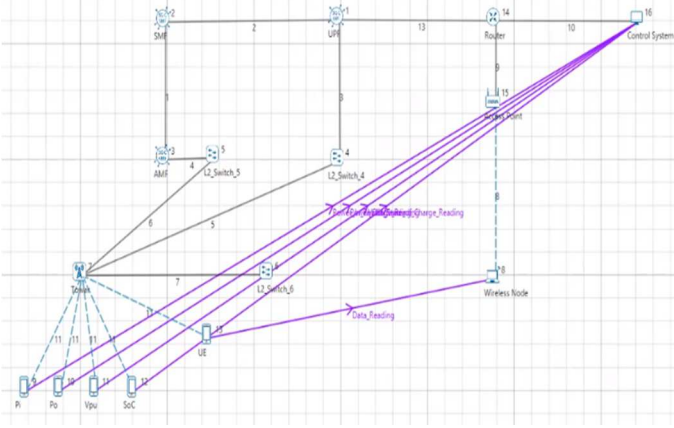 2
1
14
16
SMF
2
UPF
13
Router
10
Control System
9
1
3
15
Access Point
3
AMF
4
5
L2_Switch_5
4
L2_Switch_4
8
6
5
Charge_Reading
7
7
L2_Switch_6
8
Wireless Node
11
Data_Reading
13
UE
11
11
11
11
9
10
11
12
Pi
Po
Vpu
SoC